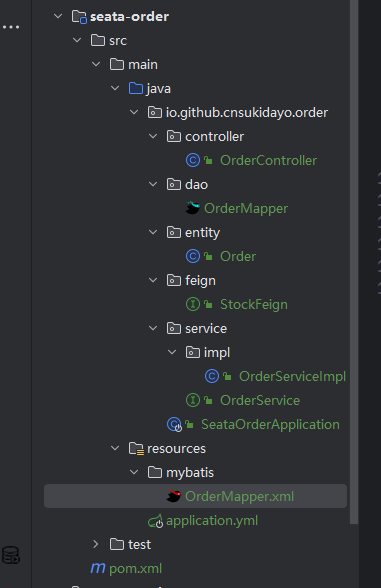 seata-order
src
main
java
io.github.cnsukidayo.order
controller
OrderController
dao
OrderMapper
entity
Order
feign
StockFeign
service
impl
OrderServiceImpl
OrderService
SeataOrderApplication
resources
mybatis
OrderMapper.xml
application.yml
test
pom.xml